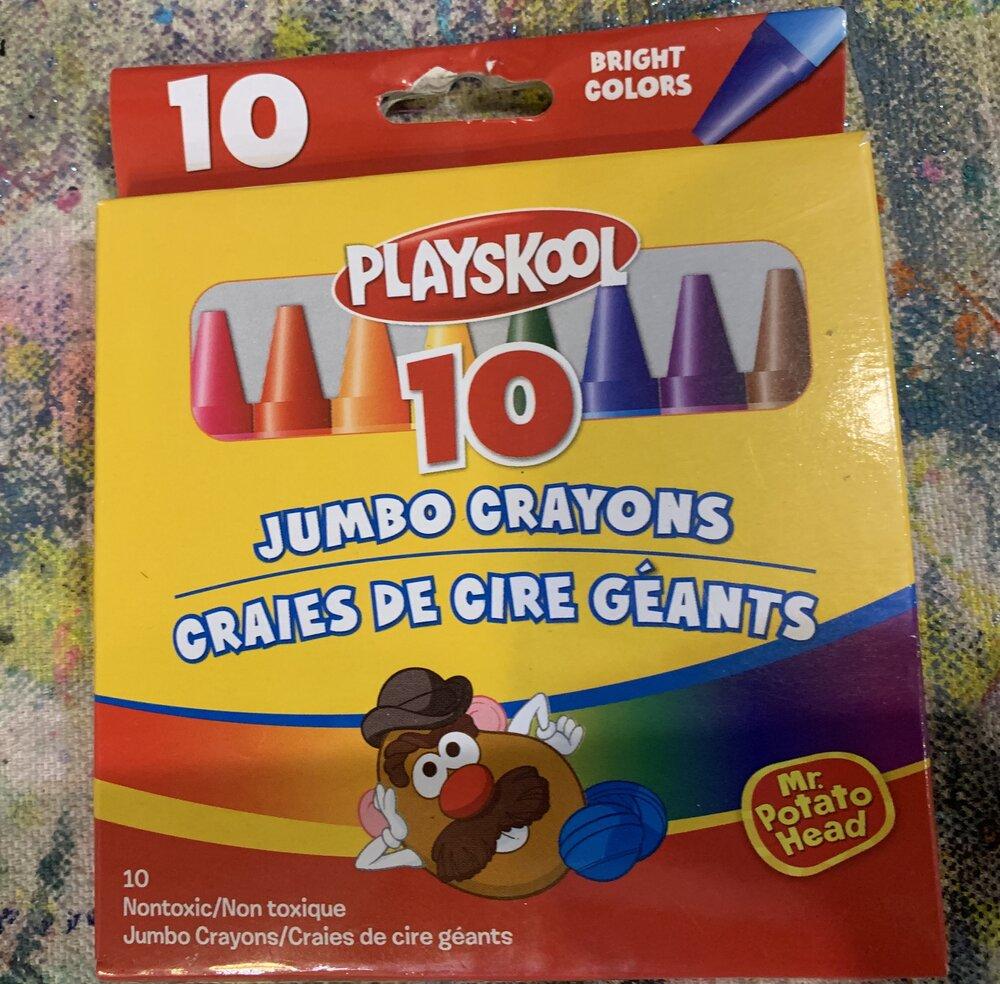 10
BRIGHT
COLORS
PLAYSKOOL
10
JUMBO CRAYONS
CRAIES DE CIRE GÉANTS
Mr.
Potato
Head
10
Nontoxic/Non toxique
Jumbo Crayons/Craies de cire géants